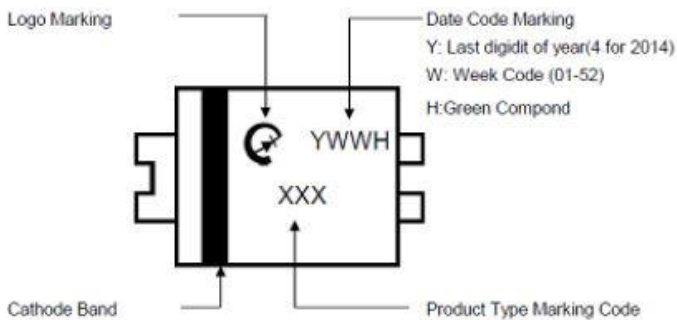 Logo Marking
Date Code Marking
Y: Last digidit of year(4 for 2014)
W: Week Code (01-52)
H:Green Compond
YWWH
XXX
Cathode Band
Product Type Marking Code